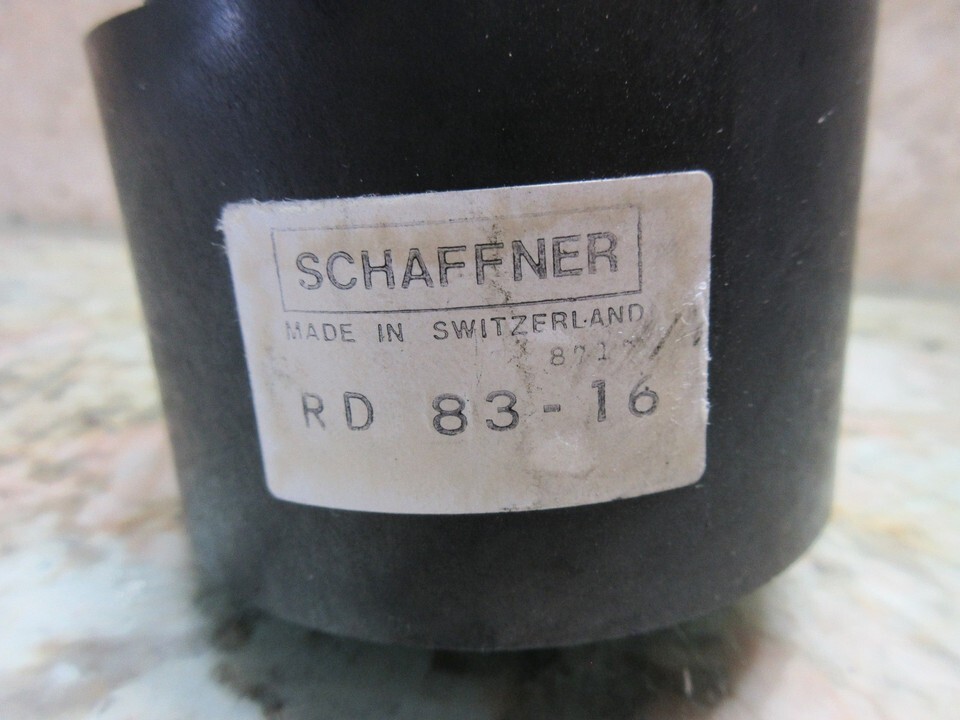 SCHAFFNER
MADE IN SWITZERLAND
RD 83-16